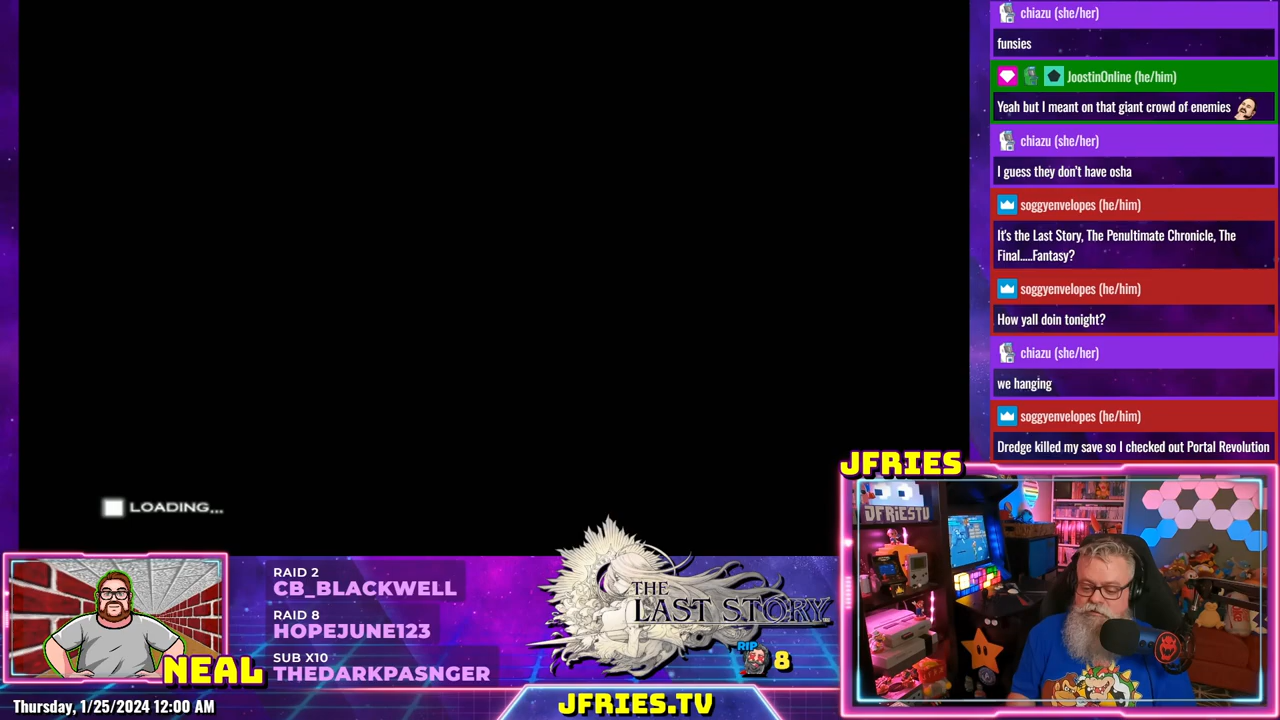 chiazu (she/her)
funsies
JoostinOnline (he/him)
Yeah but I meant on that giant crowd of enemies
chiazu (she/her)
I guess they don't have osha
soggyenvelopes (he/him)
It's the Last Story, The Penultimate Chronicle, The
Final.....Fantasy?
soggyenvelopes (he/him)
How yall doin tonight?
chiazu (she/her)
we hanging
soggyenvelopes (he/him)
Dredge killed my save so I checked out Portal Revolution
LOADING...
JFRIES
JFRIESTV
RAID 2
CB_BLACKWELL
RAID 8
HOPEJUNE123
SUB X10
THEDARKPASNGER
NEAL
THE
LAST STORY
RIP
8
JFRIES.TV
Thursday, 1/25/2024 12:00 AM